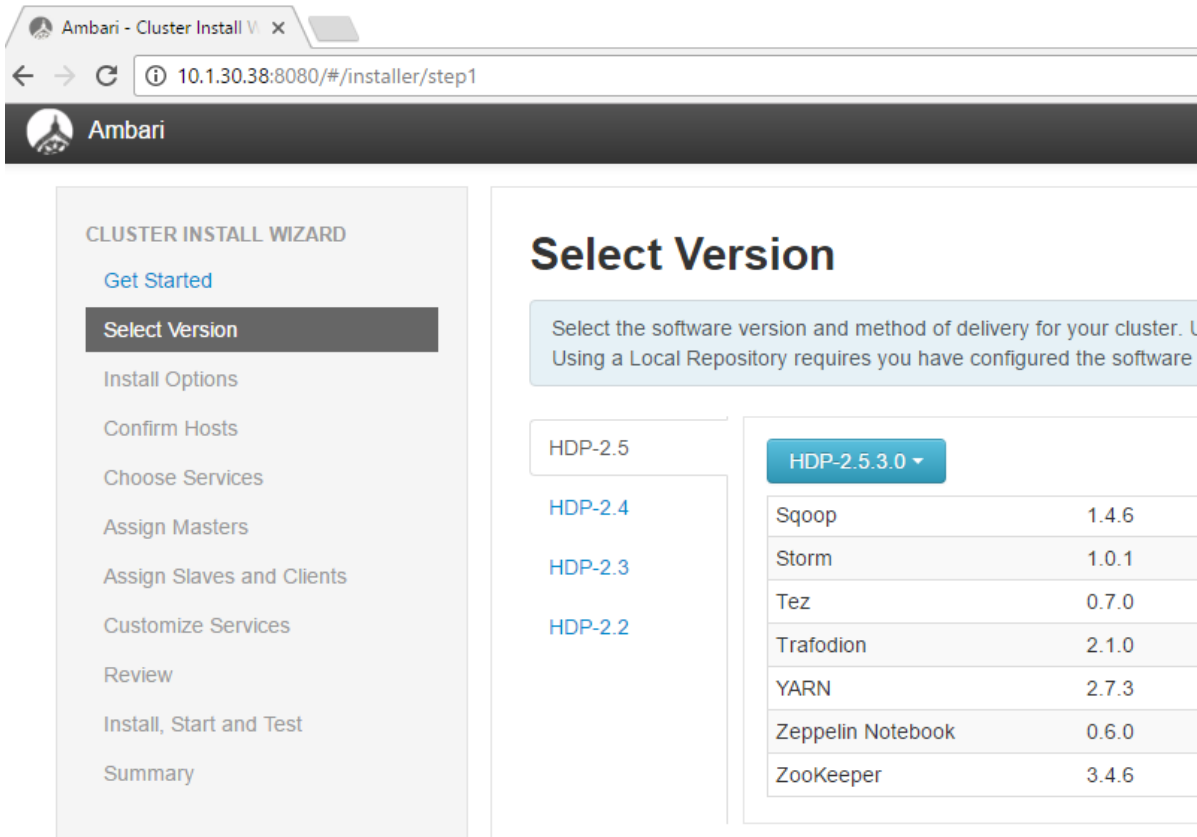 Ambari - Cluster Install W
10.1.30.38:8080/#/installer/step1
Ambari
CLUSTER INSTALL WIZARD
Get Started
Select Version
Install Options
Confirm Hosts
Choose Services
Assign Masters
Assign Slaves and Clients
Customize Services
Review
Install, Start and Test
Summary
Select Version
Select the software version and method of delivery for your cluster.
Using a Local Repository requires you have configured the software
HDP-2.5
HDP-2.4
HDP-2.3
HDP-2.2
HDP-2.5.3.0
Sqoop 1.4.6
Storm 1.0.1
Tez 0.7.0
Trafodion 2.1.0
YARN 2.7.3
Zeppelin Notebook 0.6.0
ZooKeeper 3.4.6